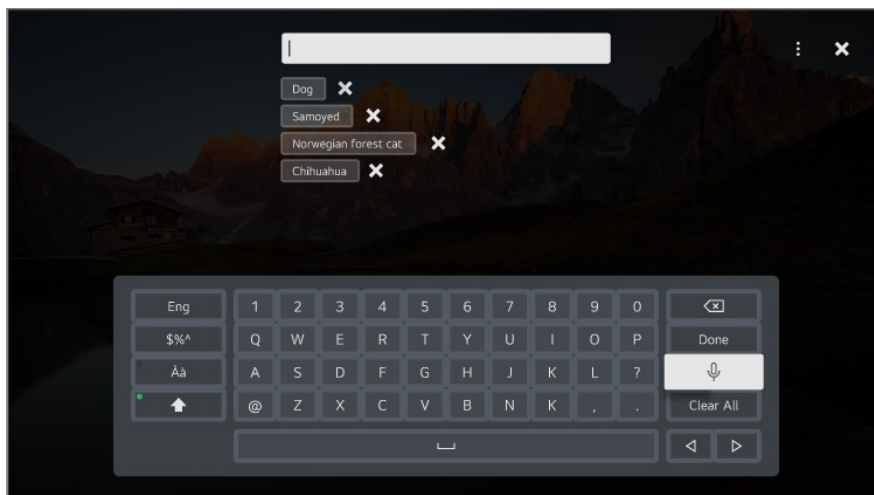 Dog
Samoyed
Norwegian forest cat
Chihuahua
Eng 1 2 3 4 5 6 7 8 9 0
$%^ Q W E R T Y U I O P Done
Àà A S D F G H J K L ?
@ Z X C V B N K , . Clear All